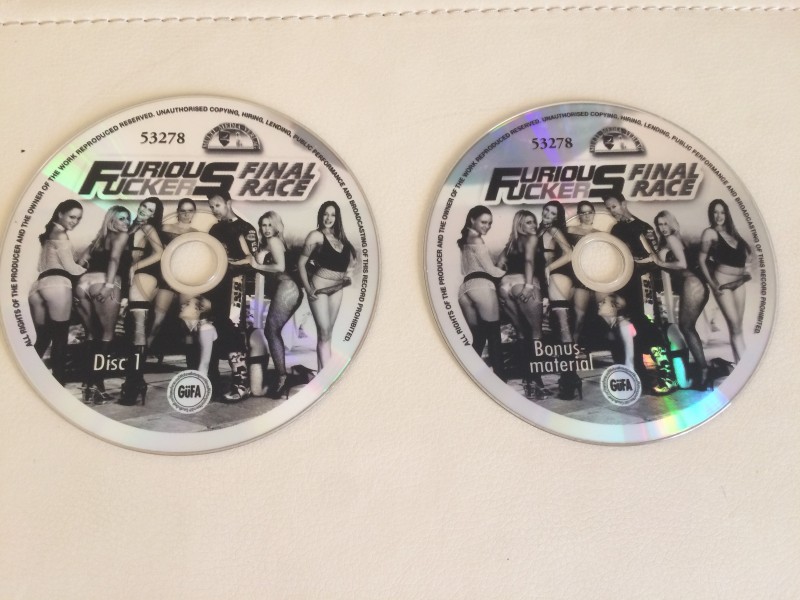 ALL RIGHTS OF THE PRODUCER AND THE OWNER OF THE WORK REPRODUCED RESERVED. UNAUTHORISED COPYING, HIRING, LENDING, PUBLIC PERFORMANCE AND BROADCASTING OF THIS RECORD PROHIBITED.
53278
FURIOUS FUCKERS
FINAL RACE
Disc 1
GÜFA
ALL RIGHTS OF THE PRODUCER AND THE OWNER OF THE WORK REPRODUCED RESERVED. UNAUTHORISED COPYING, HIRING, LENDING, PUBLIC PERFORMANCE AND BROADCASTING OF THIS RECORD PROHIBITED.
53278
FURIOUS FUCKERS
FINAL RACE
Bonus-
material
GÜFA